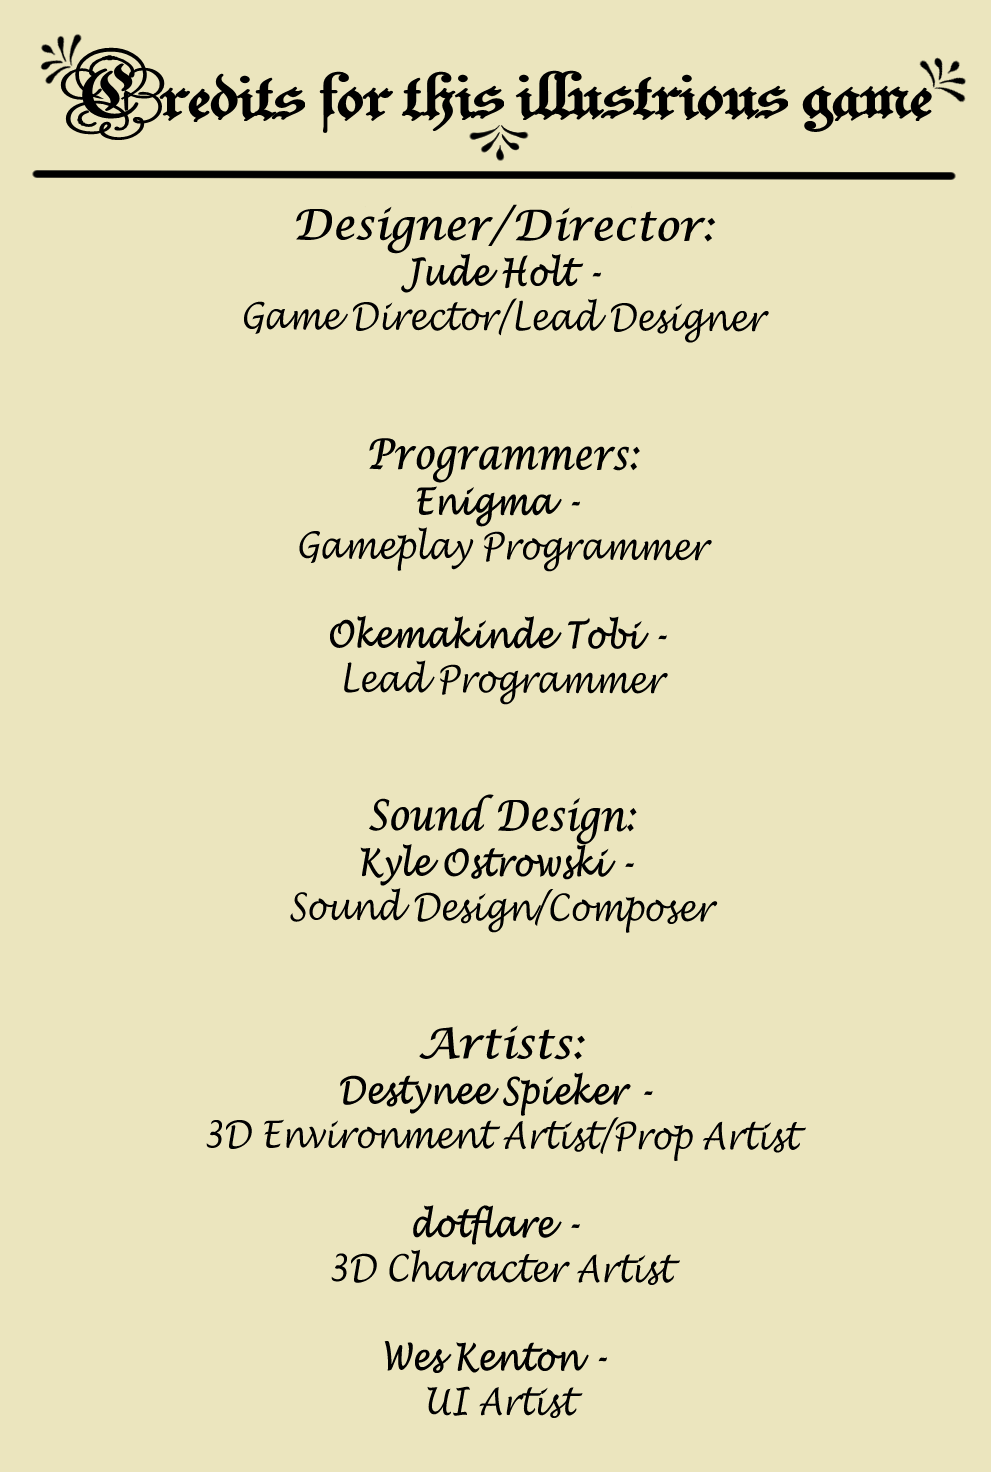 Credits for this illustrious game
Designer/Director:
Jude Holt -
Game Director/Lead Designer
Programmers:
Enigma -
Gameplay Programmer
Okemakinde Tobi -
Lead Programmer
Sound Design:
Kyle Ostrowski -
Sound Design/Composer
Artists:
Destynee Spieker -
3D Environment Artist/Prop Artist
dotflare -
3D Character Artist
Wes Kenton -
UI Artist